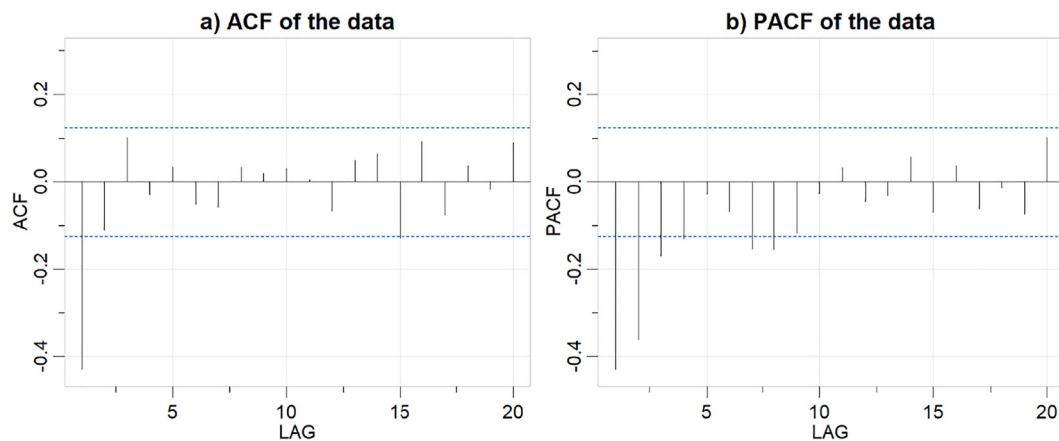 a) ACF of the data
ACF
0.2
0.0
-0.2
-0.4
5
10
15
20
LAG
b) PACF of the data
PACF
0.2
0.0
-0.2
-0.4
5
10
15
20
LAG